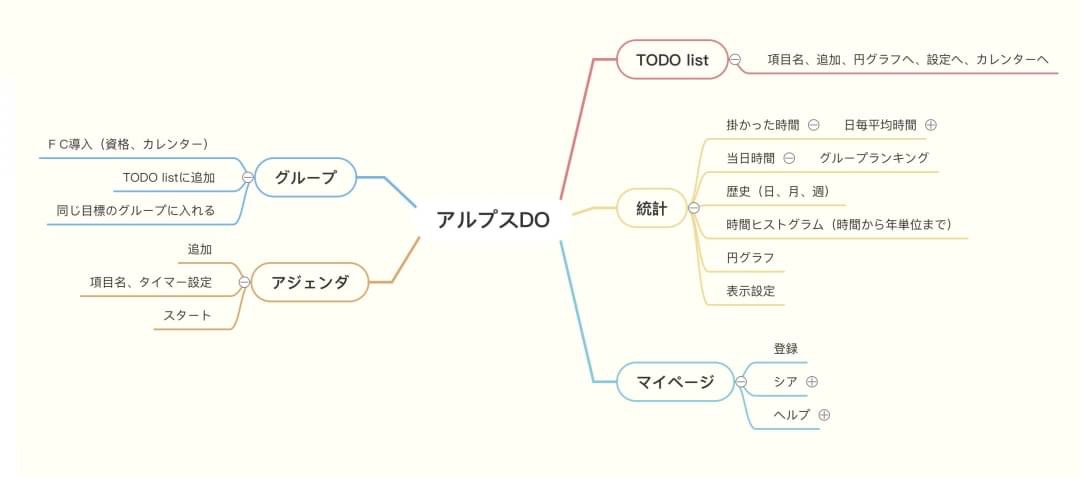 アルプスDO
TODO list
項目名、追加、円グラフへ、設定へ、カレンターへ
統計
掛かった時間
日毎平均時間
当日時間
グループランキング
歴史（日、月、週）
時間ヒストグラム（時間から年単位まで）
円グラフ
表示設定
マイページ
登録
シア
ヘルプ
グループ
ＦＣ導入（資格、カレンター）
TODO listに追加
同じ目標のグループに入れる
アジェンダ
追加
項目名、タイマー設定
スタート